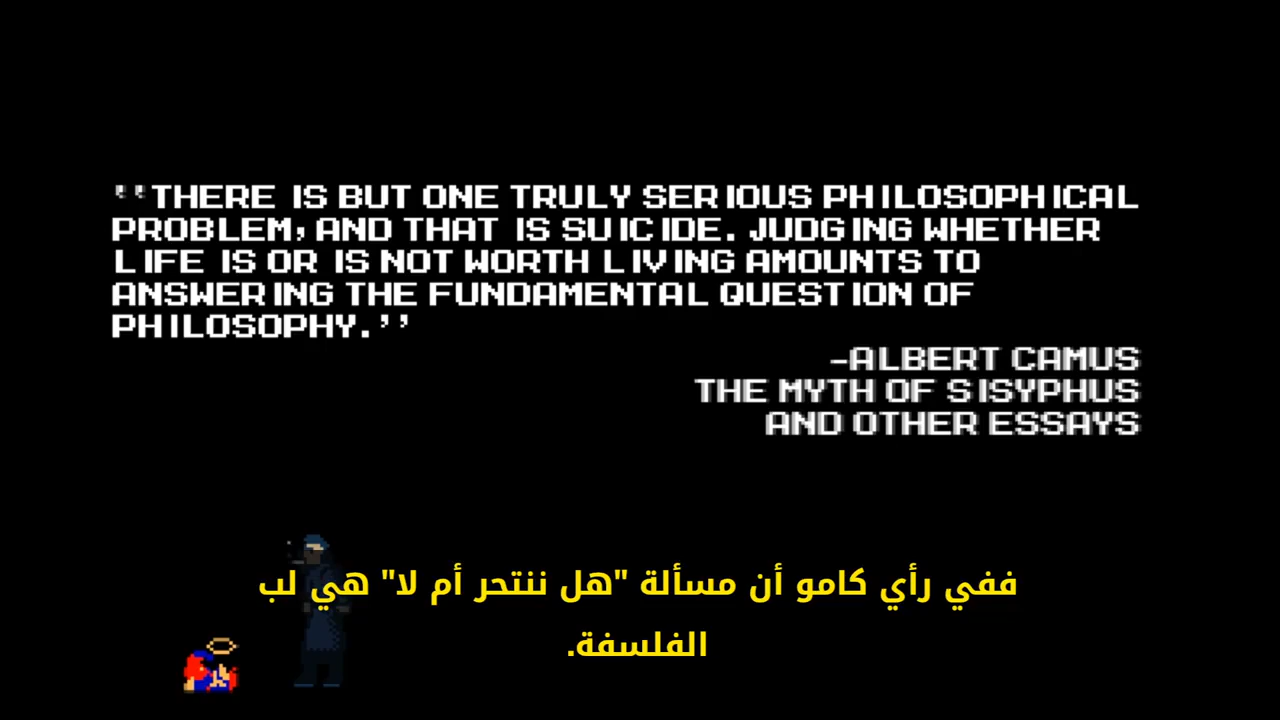 ''THERE IS BUT ONE TRULY SERIOUS PHILOSOPHICAL
PROBLEM, AND THAT IS SUICIDE. JUDGING WHETHER
LIFE IS OR IS NOT WORTH LIVING AMOUNTS TO
ANSWERING THE FUNDAMENTAL QUESTION OF
PHILOSOPHY.''
-ALBERT CAMUS
THE MYTH OF SISYPHUS
AND OTHER ESSAYS
ففي رأي كامو أن مسألة "هل ننتحر أم لا" هي لب
الفلسفة.